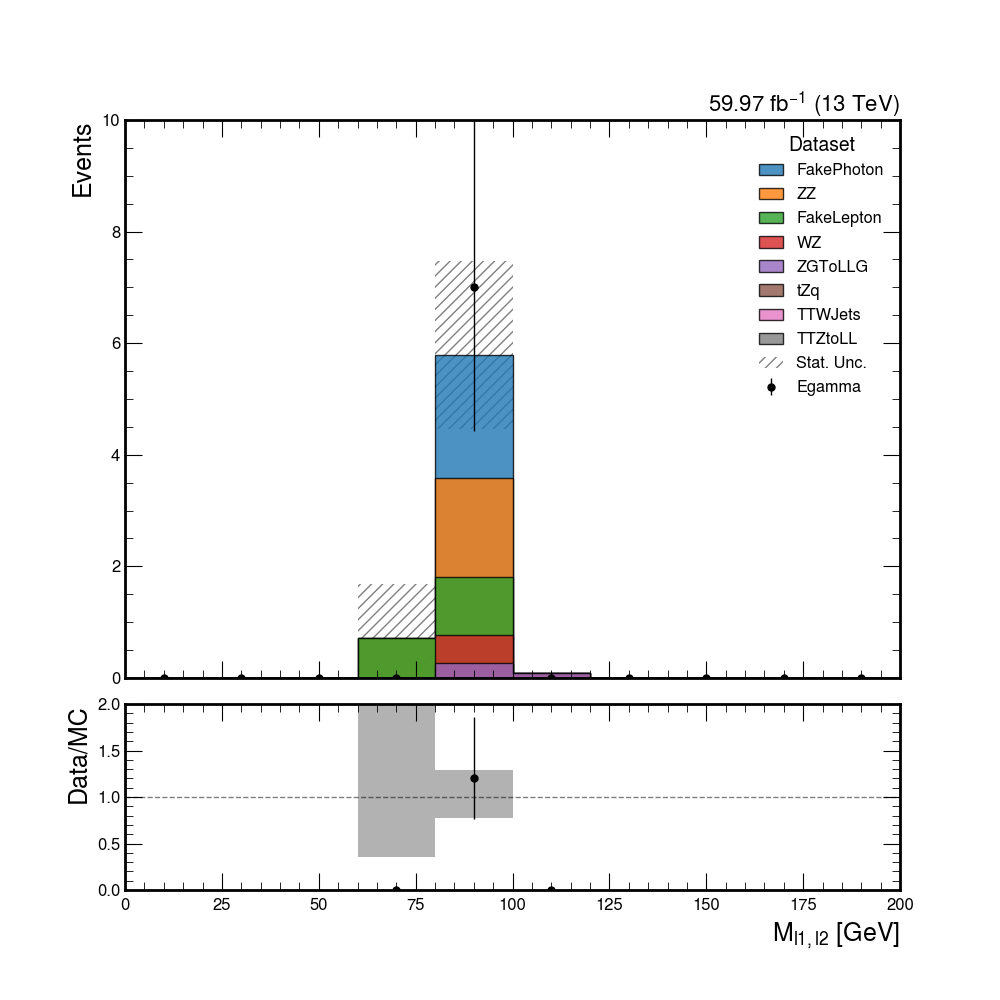 59.97 fb⁻¹ (13 TeV)
Events
10
8
6
4
2
0
Dataset
FakePhoton
ZZ
FakeLepton
WZ
ZGToLLG
tZq
TTWJets
TTZtoLL
Stat. Unc.
Egamma
Data/MC
2.0
1.5
1.0
0.5
0.0
0 25 50 75 100 125 150 175 200
M_{l1, l2} [GeV]